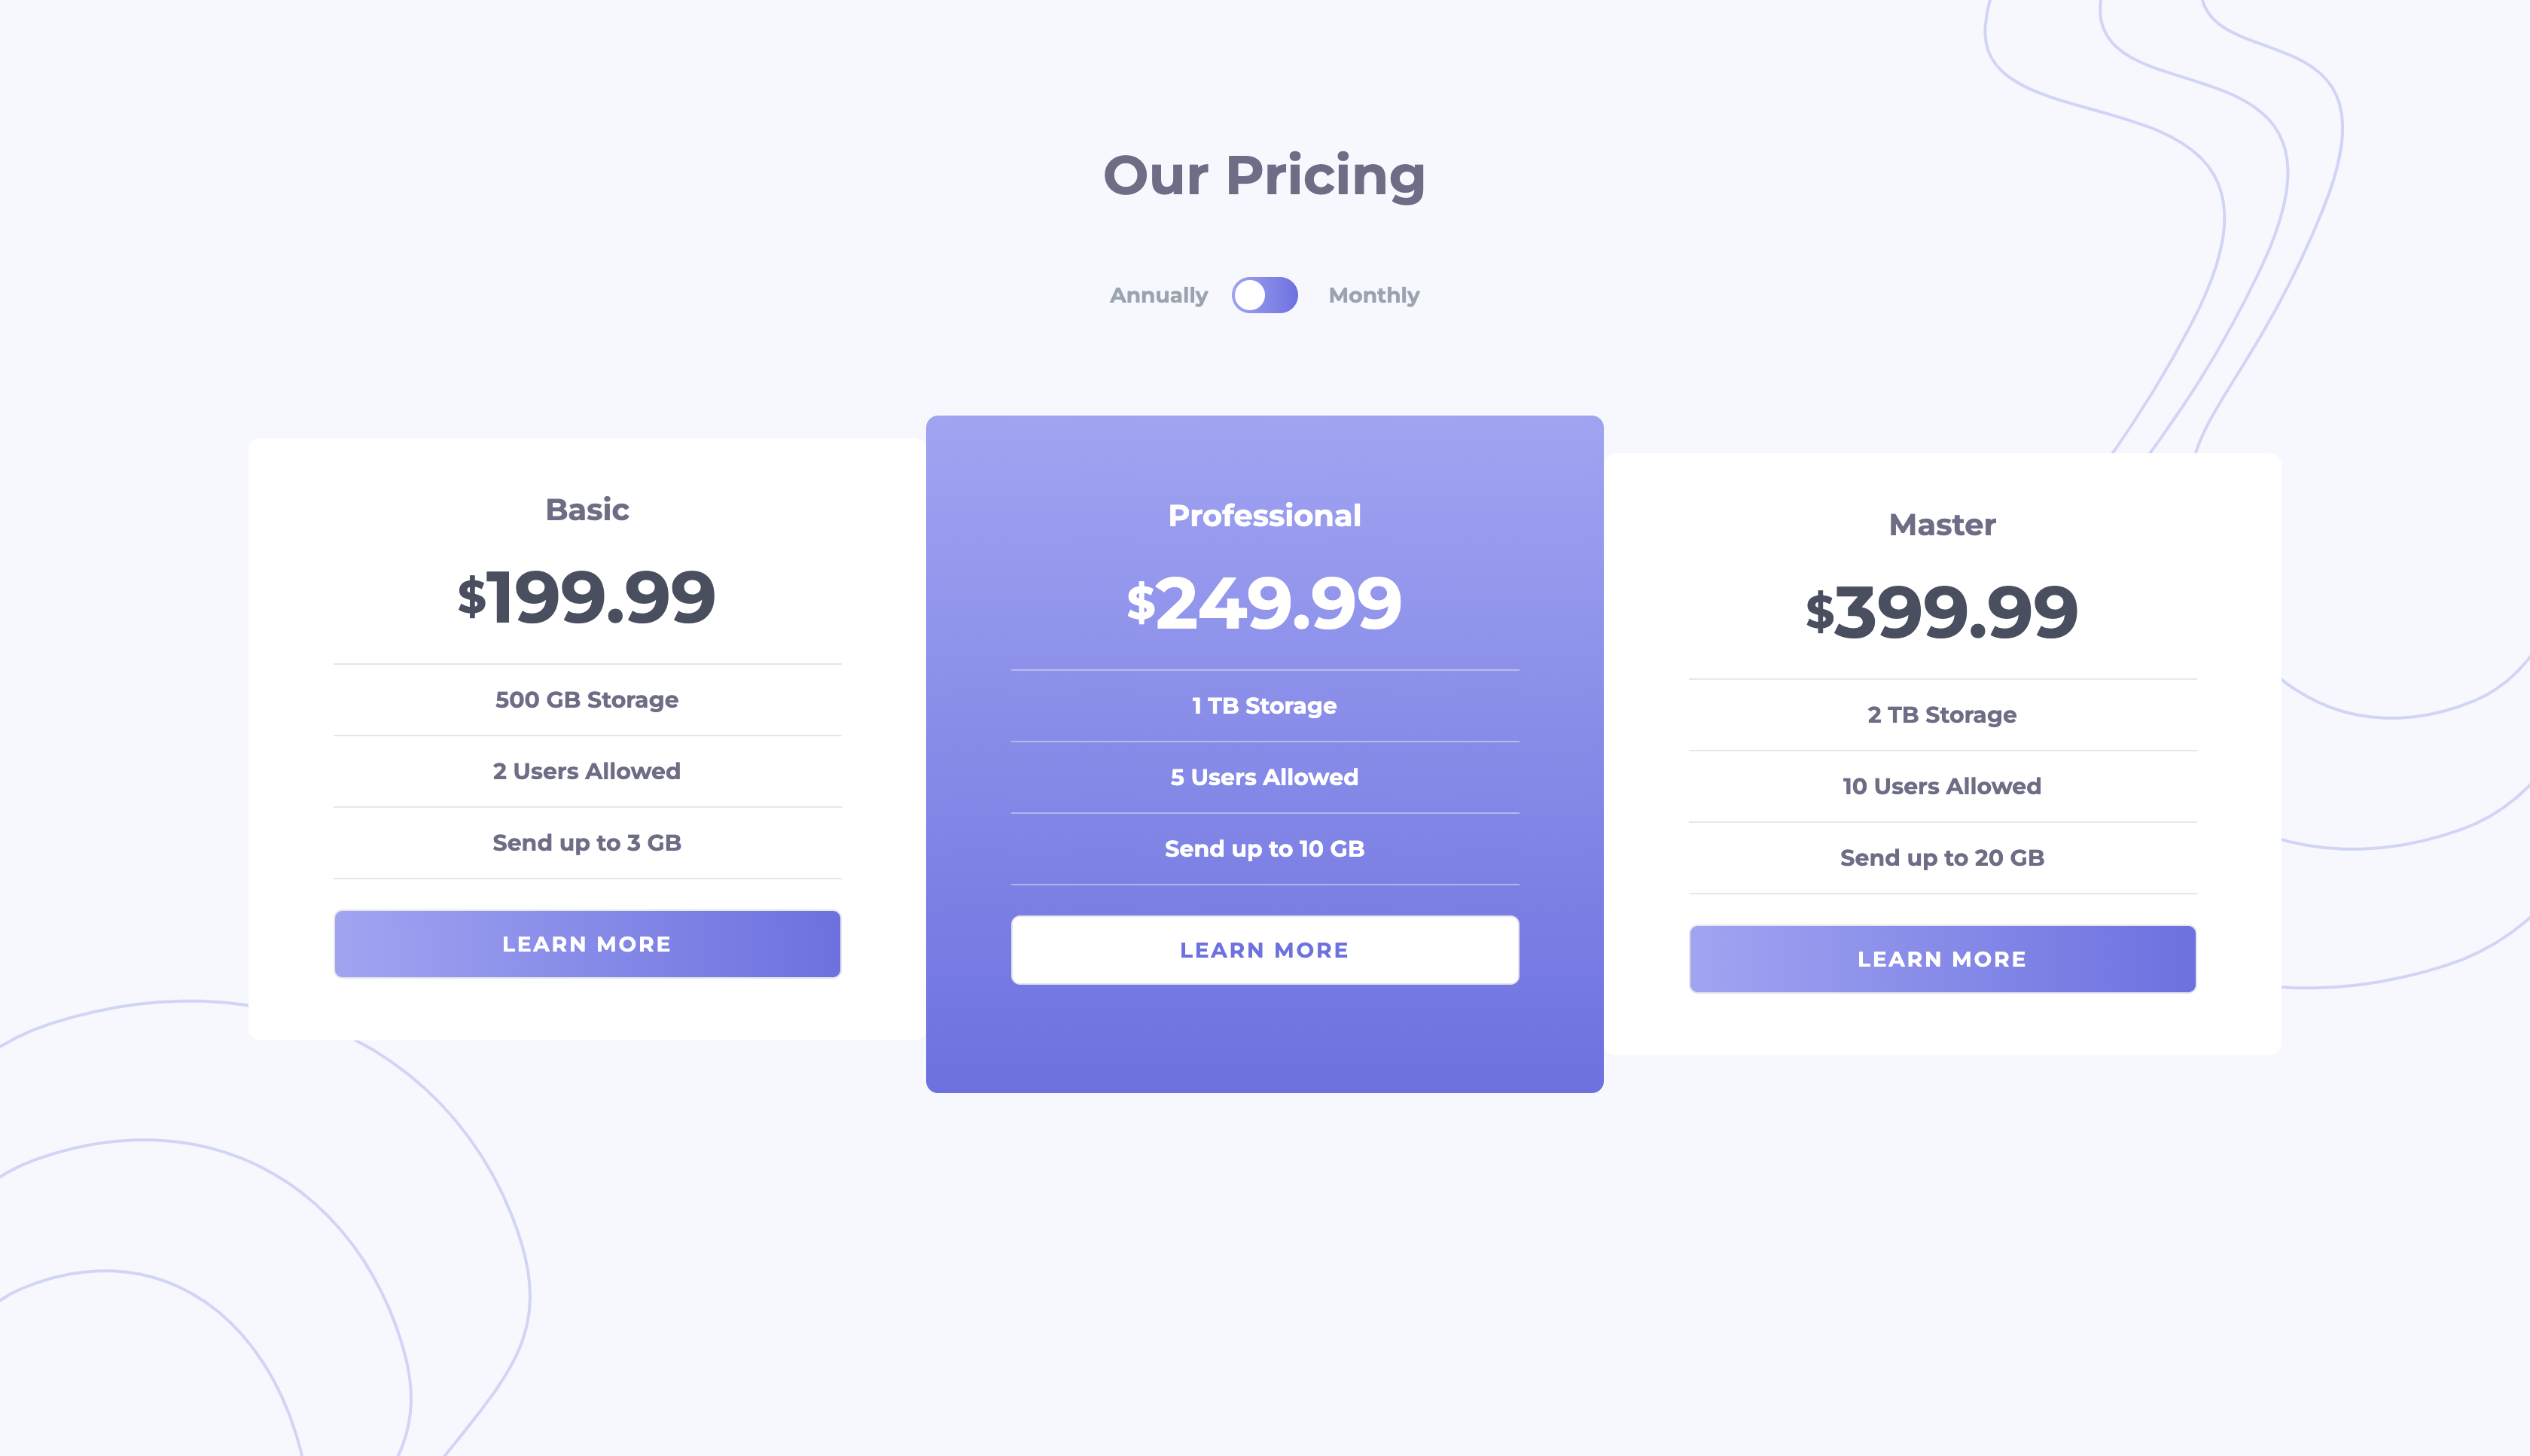 Our Pricing
Annually Monthly
Basic
$199.99
500 GB Storage
2 Users Allowed
Send up to 3 GB
LEARN MORE
Professional
$249.99
1 TB Storage
5 Users Allowed
Send up to 10 GB
LEARN MORE
Master
$399.99
2 TB Storage
10 Users Allowed
Send up to 20 GB
LEARN MORE